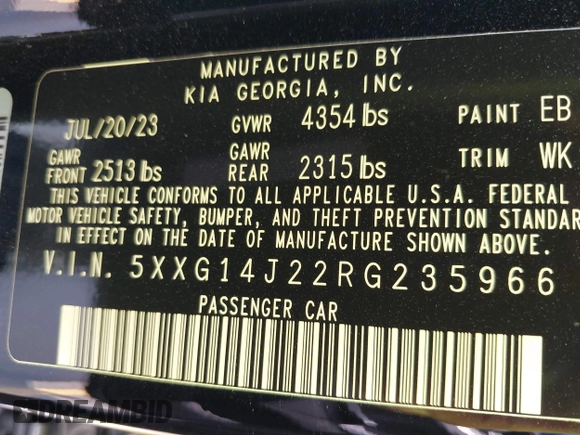 MANUFACTURED BY
KIA GEORGIA, INC.
JUL/20/23 GVWR 4354 lbs PAINT EB
GAWR FRONT 2513 lbs GAWR REAR 2315 lbs TRIM WK
THIS VEHICLE CONFORMS TO ALL APPLICABLE U.S.A. FEDERAL
MOTOR VEHICLE SAFETY, BUMPER, AND THEFT PREVENTION STANDAR
IN EFFECT ON THE DATE OF MANUFACTURE SHOWN ABOVE.
V.I.N. 5XXG14J22RG235966
PASSENGER CAR
DREAMBID